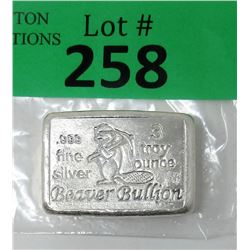 TON
TIONS
Lot #
258
.999
fine
silver
3
troy
ounce
Beaver Bullion